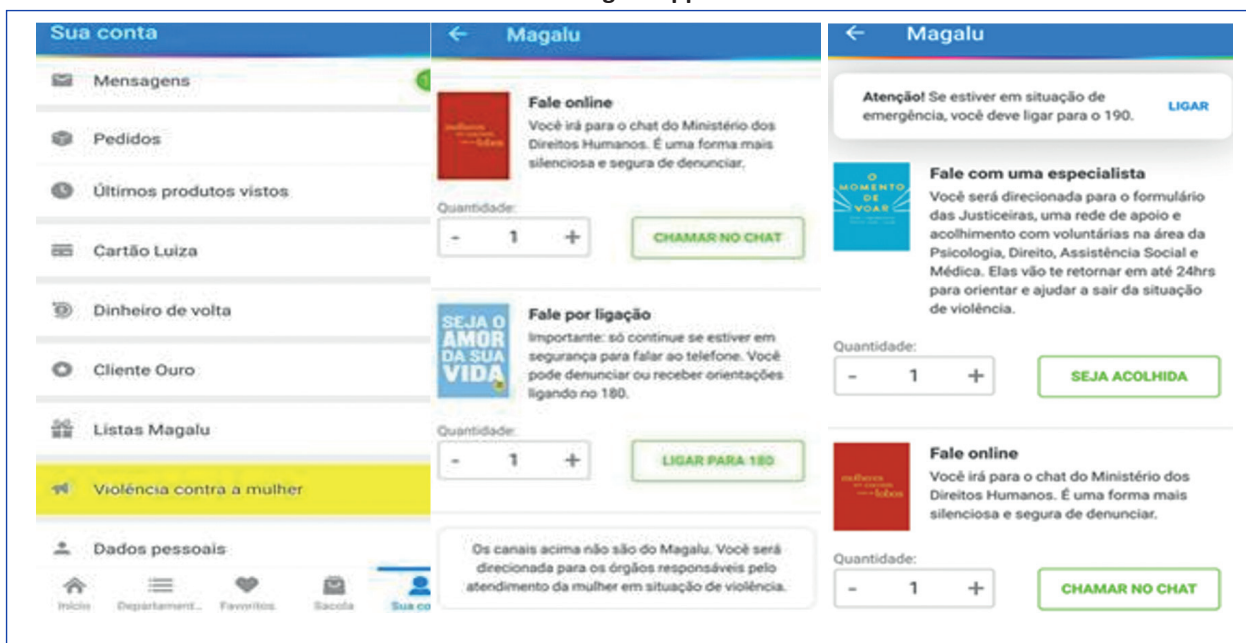 Sua conta
Mensagens
Pedidos
Últimos produtos vistos
Cartão Luiza
Dinheiro de volta
Cliente Ouro
Listas Magalu
Violência contra a mulher
Dados pessoais
Início Departament... Favoritos Sacola Sua co
Magalu
Fale online
Você irá para o chat do Ministério dos
Direitos Humanos. É uma forma mais
silenciosa e segura de denunciar.
mulheres
lobos
Quantidade:
- 1 +
CHAMAR NO CHAT
SEJA O
AMOR
DA SUA
VIDA
Fale por ligação
Importante: só continue se estiver em
segurança para falar ao telefone. Você
pode denunciar ou receber orientações
ligando no 180.
Quantidade:
- 1 +
LIGAR PARA 180
Os canais acima não são do Magalu. Você será
direcionada para os órgãos responsáveis pelo
atendimento da mulher em situação de violência.
Magalu
Atenção! Se estiver em situação de
emergência, você deve ligar para o 190.
LIGAR
O
MOMENTO
DE
VOAR
Fale com uma especialista
Você será direcionada para o formulário
das Justiceiras, uma rede de apoio e
acolhimento com voluntárias na área da
Psicologia, Direito, Assistência Social e
Médica. Elas vão te retornar em até 24hrs
para orientar e ajudar a sair da situação
de violência.
Quantidade:
- 1 +
SEJA ACOLHIDA
mulheres
lobos
Fale online
Você irá para o chat do Ministério dos
Direitos Humanos. É uma forma mais
silenciosa e segura de denunciar.
Quantidade:
- 1 +
CHAMAR NO CHAT